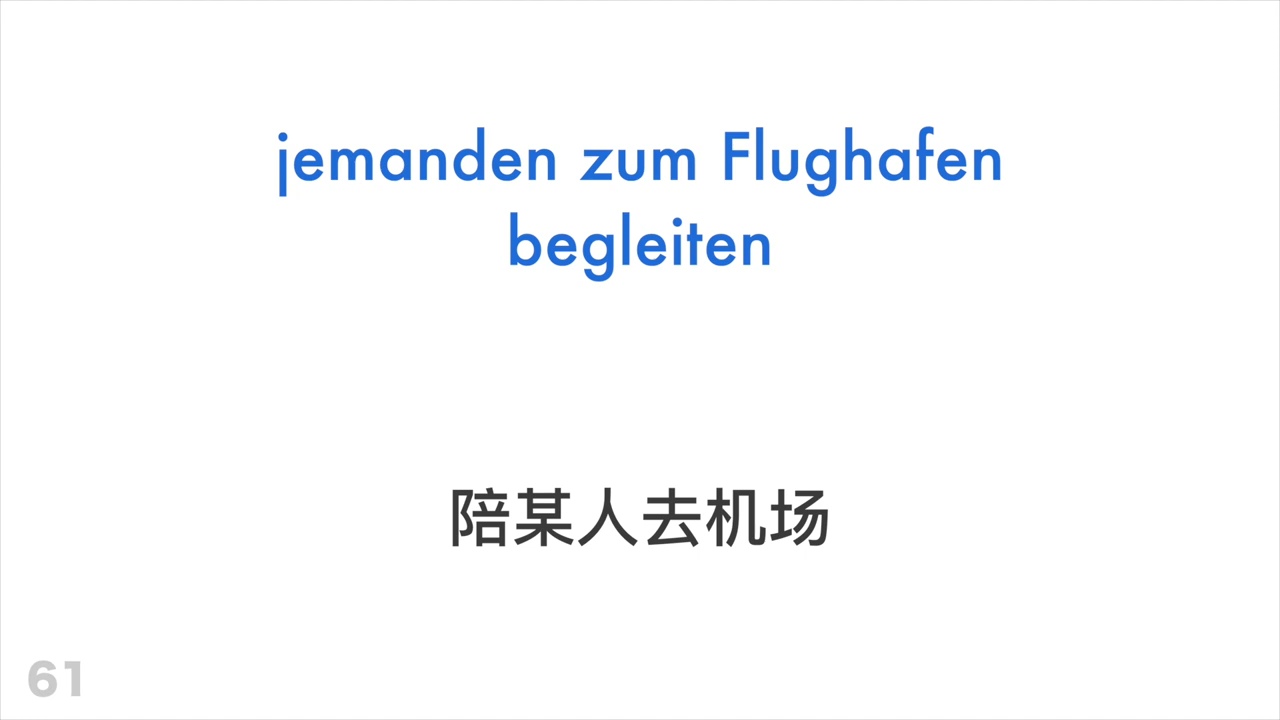 jemanden zum Flughafen
begleiten
陪某人去机场
61